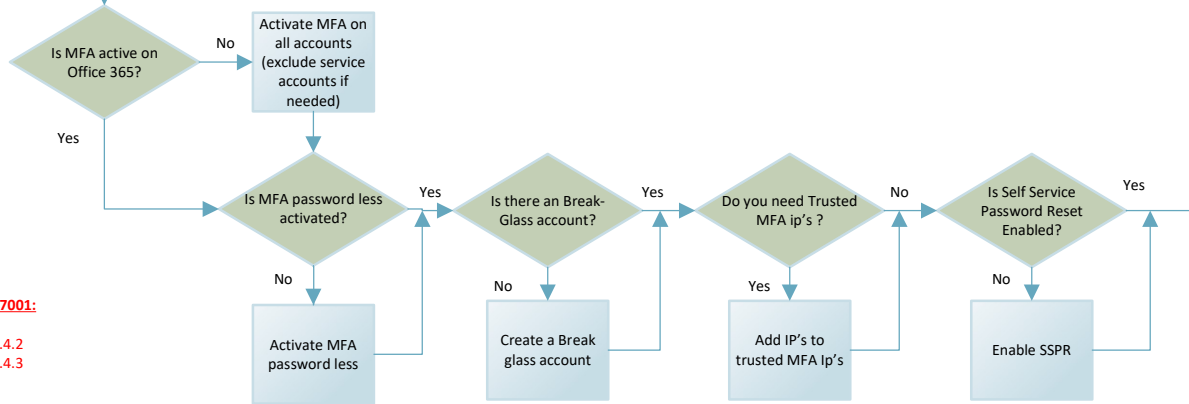 Is MFA active on
Office 365?
No
Activate MFA on
all accounts
(exclude service
accounts if
needed)
Yes
Is MFA password less
activated?
Yes
No
Activate MFA
password less
Is there an Break-
Glass account?
Yes
No
Create a Break
glass account
Do you need Trusted
MFA ip's ?
No
Yes
Add IP's to
trusted MFA Ip's
Is Self Service
Password Reset
Enabled?
Yes
No
Enable SSPR
7001:
.4.2
.4.3